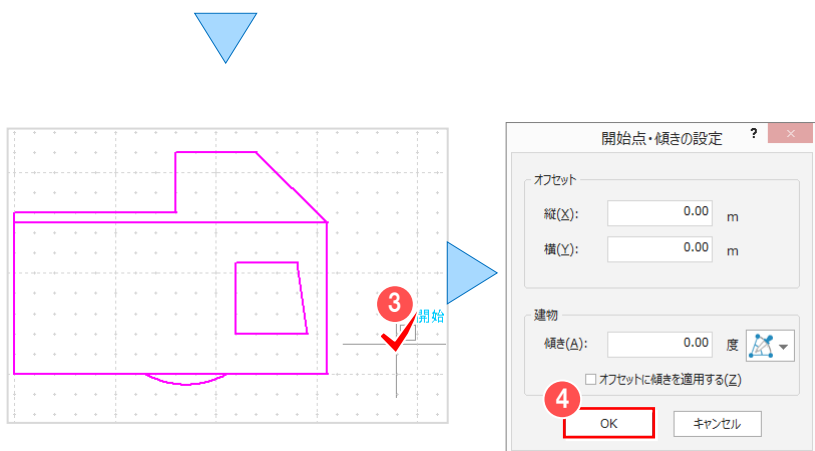 3
開始
開始点・傾きの設定 ? ×
オフセット
縦(X): 0.00 m
横(Y): 0.00 m
建物
傾き(A): 0.00 度
オフセットに傾きを適用する(Z)
4
OK キャンセル